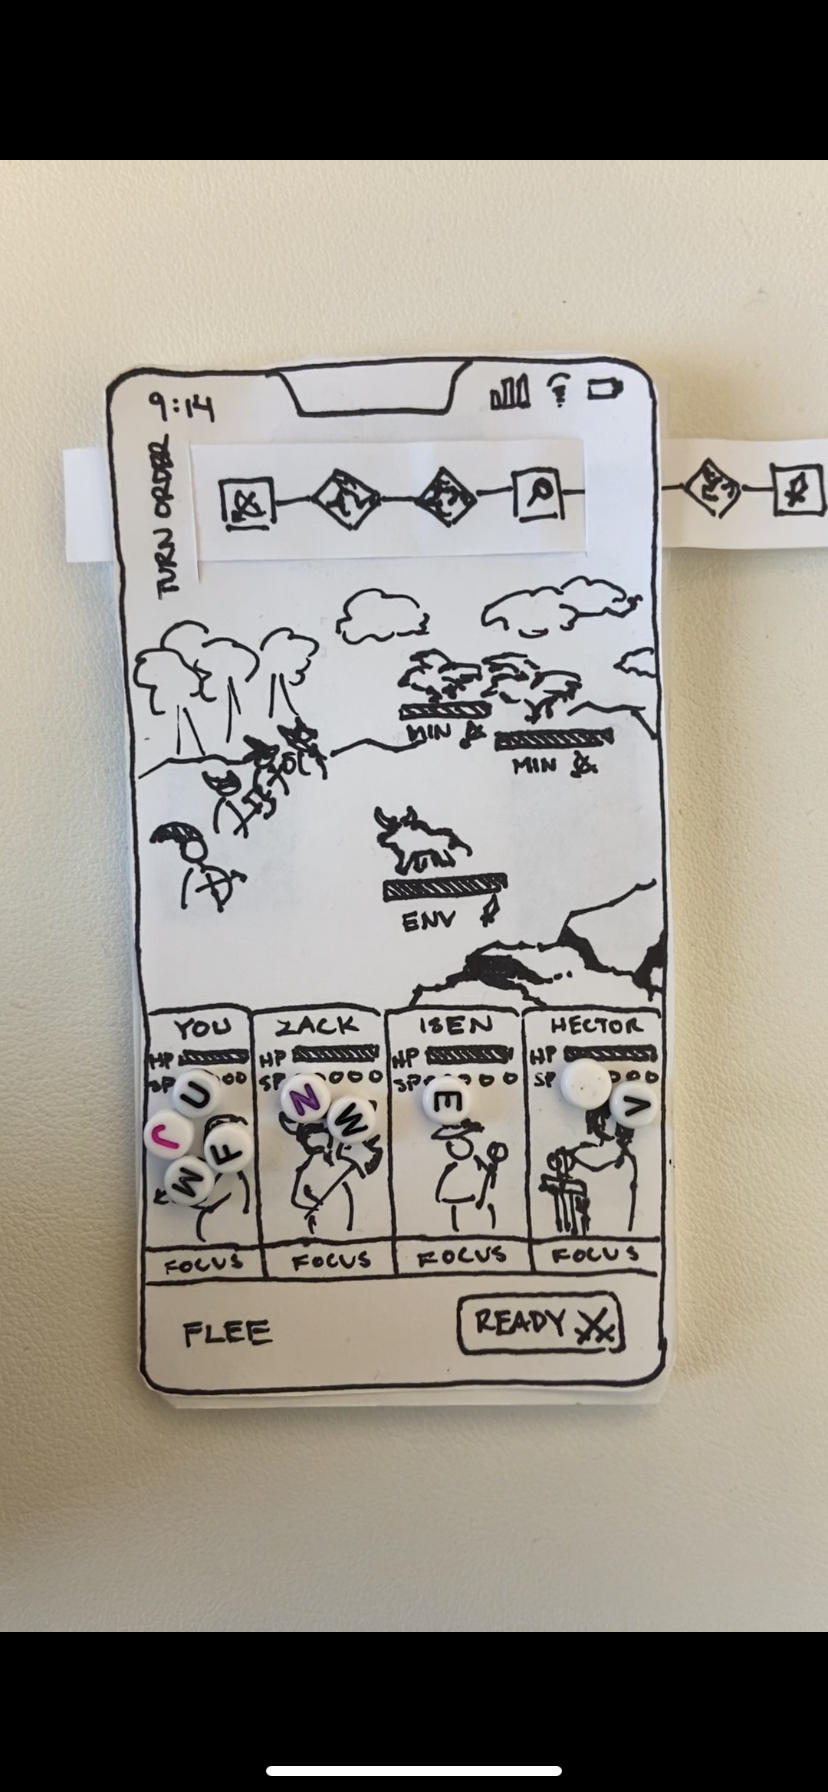 9:14
TURN ORDER
MIN
MIN
ENV
YOU ZACK ISEN HECTOR
HP HP HP HP
SP SP SP SP
U N W E V
J F
M
FOCUS FOCUS FOCUS FOCUS
FLEE READY